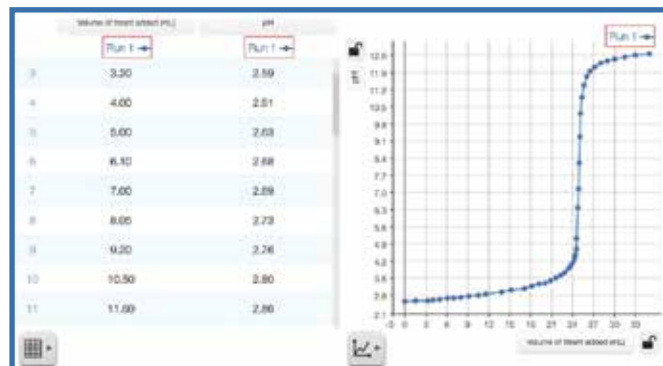 Volume of titrant added (mL) pH
Run 1 Run 1
3 3.30 2.59
4 4.00 2.61
5 5.00 2.63
6 6.10 2.68
7 7.00 2.69
8 8.05 2.73
9 9.20 2.76
10 10.50 2.80
11 11.60 2.86
Run 1
pH
12.6
11.9
11.2
10.5
9.8
9.1
8.4
7.7
7.0
6.3
5.6
4.9
4.2
3.5
2.8
2.1
-3 0 3 6 9 12 15 18 21 24 27 30 33
Volume of titrant added (mL)